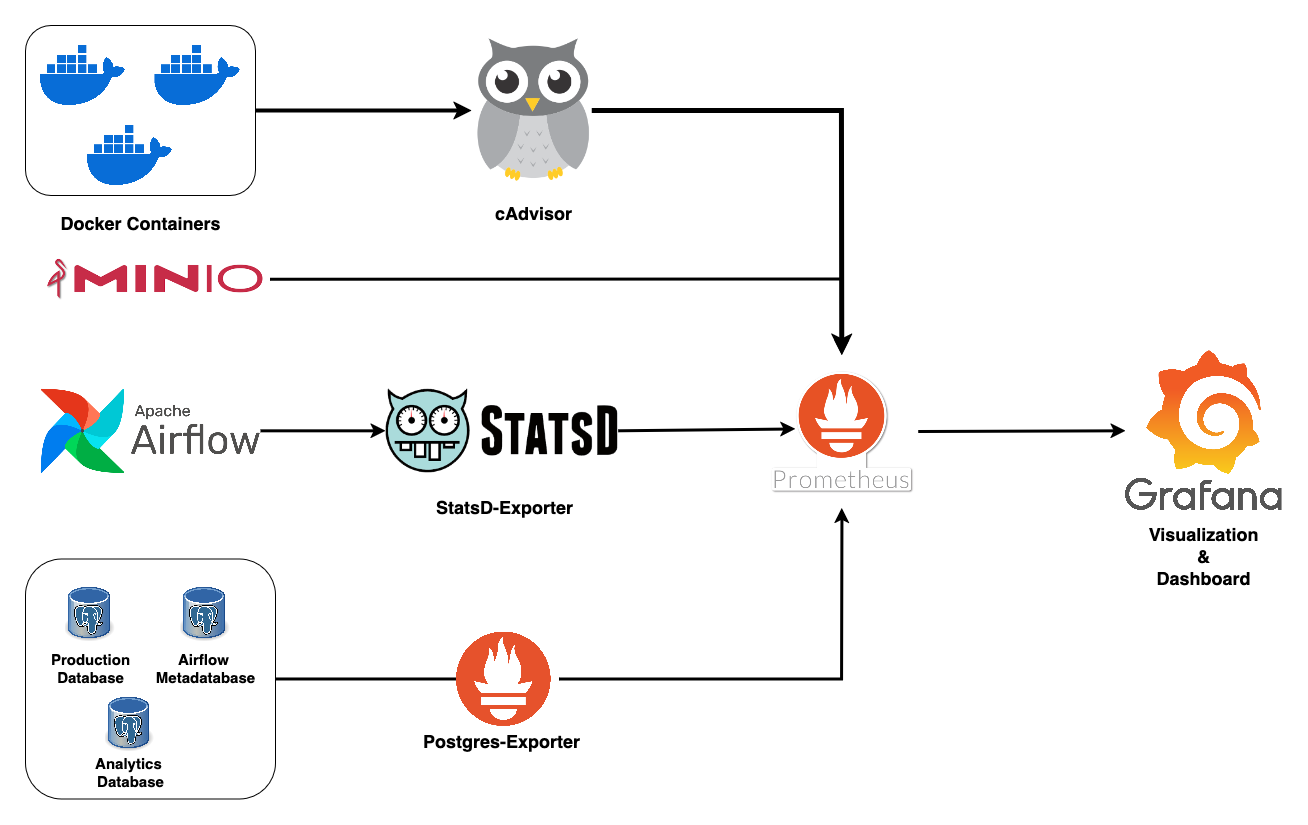 Docker Containers
cAdvisor
MINIO
Apache
Airflow
STATSD
StatsD-Exporter
Prometheus
Grafana
Visualization
&
Dashboard
Production
Database
Airflow
Metadatabase
Analytics
Database
Postgres-Exporter